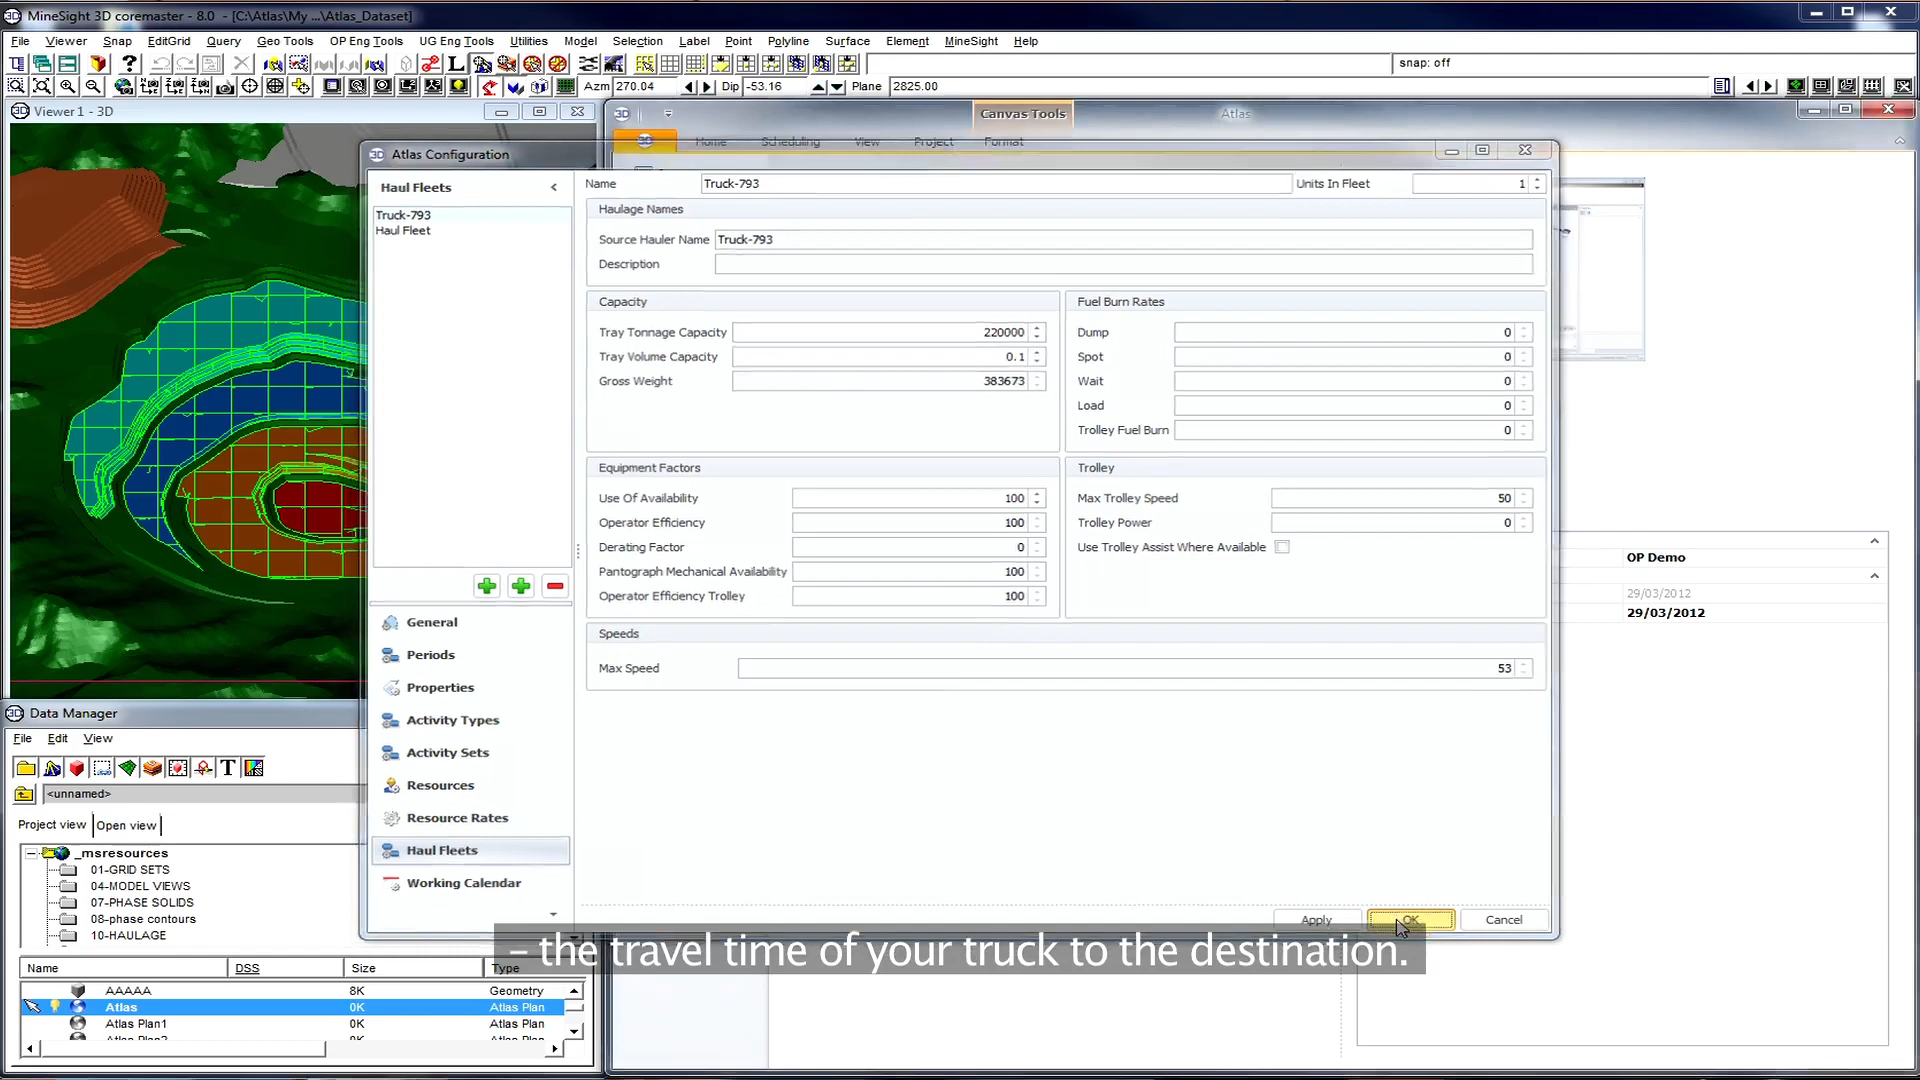 MineSight 3D coremaster - 8.0 - [C:\Atlas\My ...\Atlas_Dataset]
File Viewer Snap EditGrid Query Geo Tools OP Eng Tools UG Eng Tools Utilities Model Selection Label Point Polyline Surface Element MineSight Help
snap: off
Azm 270.04 Dip -53.16 Plane 2825.00
Viewer 1 - 3D
Canvas Tools
Atlas
Home Scheduling View Project Format
Atlas Configuration
Haul Fleets
Truck-793
Haul Fleet
General
Periods
Properties
Activity Types
Activity Sets
Resources
Resource Rates
Haul Fleets
Working Calendar
Name Truck-793 Units In Fleet 1
Haulage Names
Source Hauler Name Truck-793
Description
Capacity
Tray Tonnage Capacity 220000
Tray Volume Capacity 0.1
Gross Weight 383673
Fuel Burn Rates
Dump 0
Spot 0
Wait 0
Load 0
Trolley Fuel Burn 0
Equipment Factors
Use Of Availability 100
Operator Efficiency 100
Derating Factor 0
Pantograph Mechanical Availability 100
Operator Efficiency Trolley 100
Trolley
Max Trolley Speed 50
Trolley Power 0
Use Trolley Assist Where Available
Speeds
Max Speed 53
Apply OK Cancel
OP Demo
29/03/2012
29/03/2012
Data Manager
File Edit View
<unnamed>
Project view Open view
_msresources
01-GRID SETS
04-MODEL VIEWS
07-PHASE SOLIDS
08-phase contours
10-HAULAGE
Name DSS Size Type
AAAAA 8K Geometry
Atlas 0K Atlas Plan
Atlas Plan1 0K Atlas Plan
Atlas Plan2 0K Atlas Plan
– the travel time of your truck to the destination.